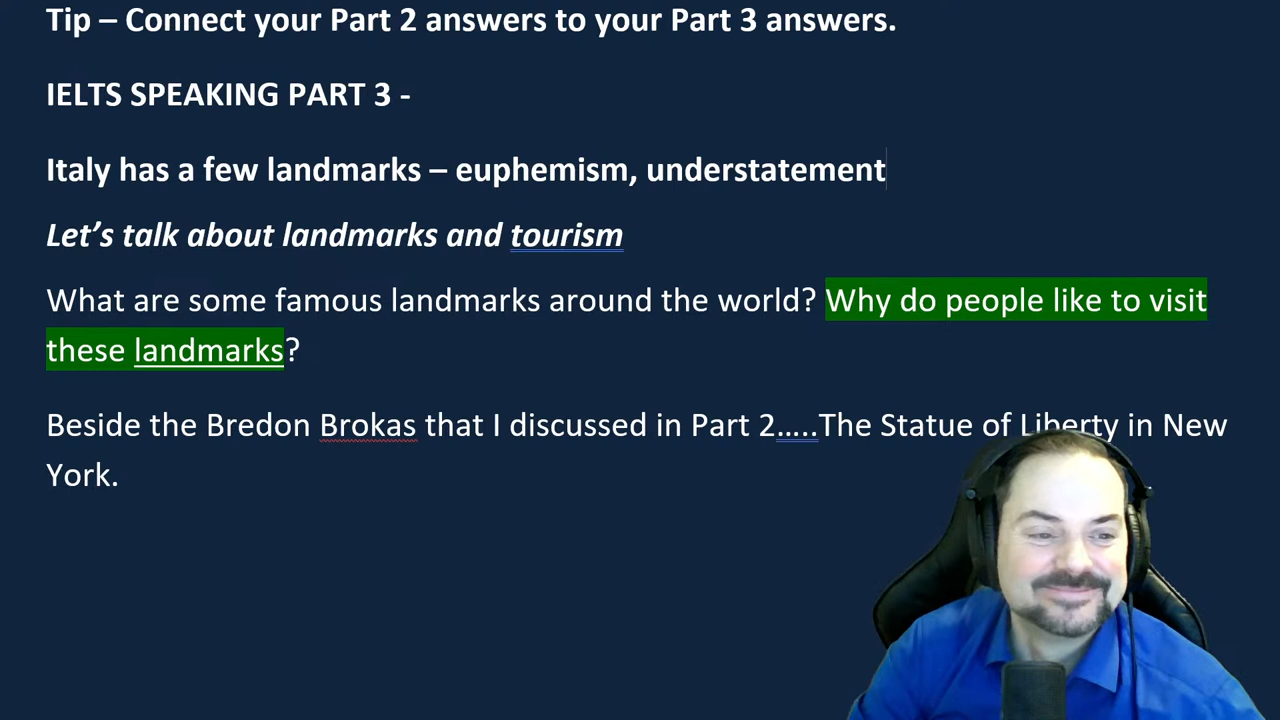 Tip – Connect your Part 2 answers to your Part 3 answers.
IELTS SPEAKING PART 3 -
Italy has a few landmarks – euphemism, understatement
Let’s talk about landmarks and tourism
What are some famous landmarks around the world? Why do people like to visit
these landmarks?
Beside the Bredon Brokas that I discussed in Part 2…..The Statue of Liberty in New
York.